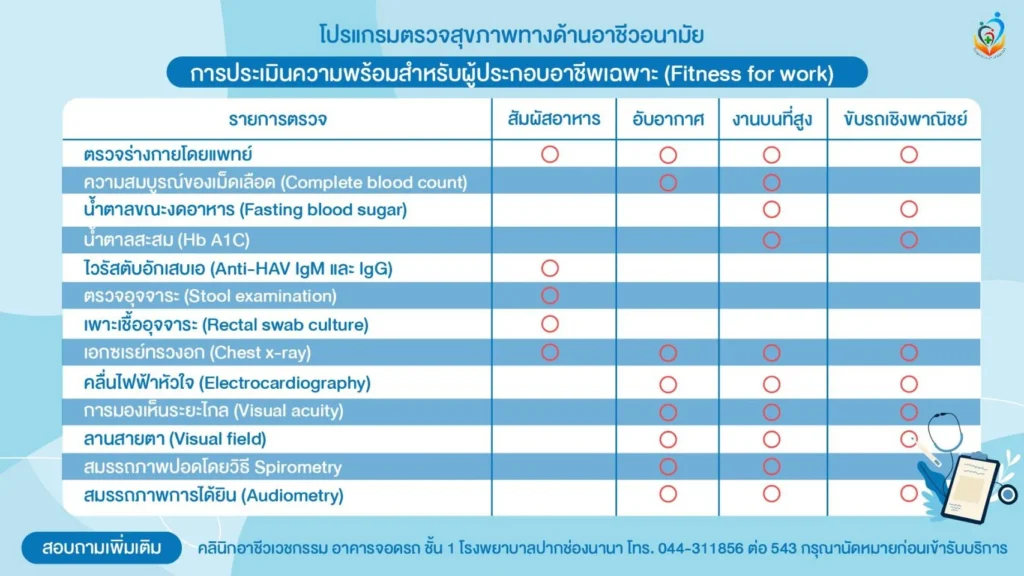 โปรแกรมตรวจสุขภาพทางด้านอาชีวอนามัย
การประเมินความพร้อมสำหรับผู้ประกอบอาชีพเฉพาะ (Fitness for work)
รายการตรวจ สัมผัสอาหาร อับอากาศ งานบนที่สูง ขับรถเชิงพาณิชย์
ตรวจร่างกายโดยแพทย์
ความสมบูรณ์ของเม็ดเลือด (Complete blood count)
น้ำตาลขณะงดอาหาร (Fasting blood sugar)
น้ำตาลสะสม (Hb A1C)
ไวรัสตับอักเสบเอ (Anti-HAV IgM และ IgG)
ตรวจอุจจาระ (Stool examination)
เพาะเชื้ออุจจาระ (Rectal swab culture)
เอกซเรย์ทรวงอก (Chest x-ray)
คลื่นไฟฟ้าหัวใจ (Electrocardiography)
การมองเห็นระยะไกล (Visual acuity)
ลานสายตา (Visual field)
สมรรถภาพปอดโดยวิธี Spirometry
สมรรถภาพการได้ยิน (Audiometry)
สอบถามเพิ่มเติม คลินิกอาชีวเวชกรรม อาคารจอดรถ ชั้น 1 โรงพยาบาลปากช่องนานา โทร. 044-311856 ต่อ 543 กรุณานัดหมายก่อนเข้ารับบริการ